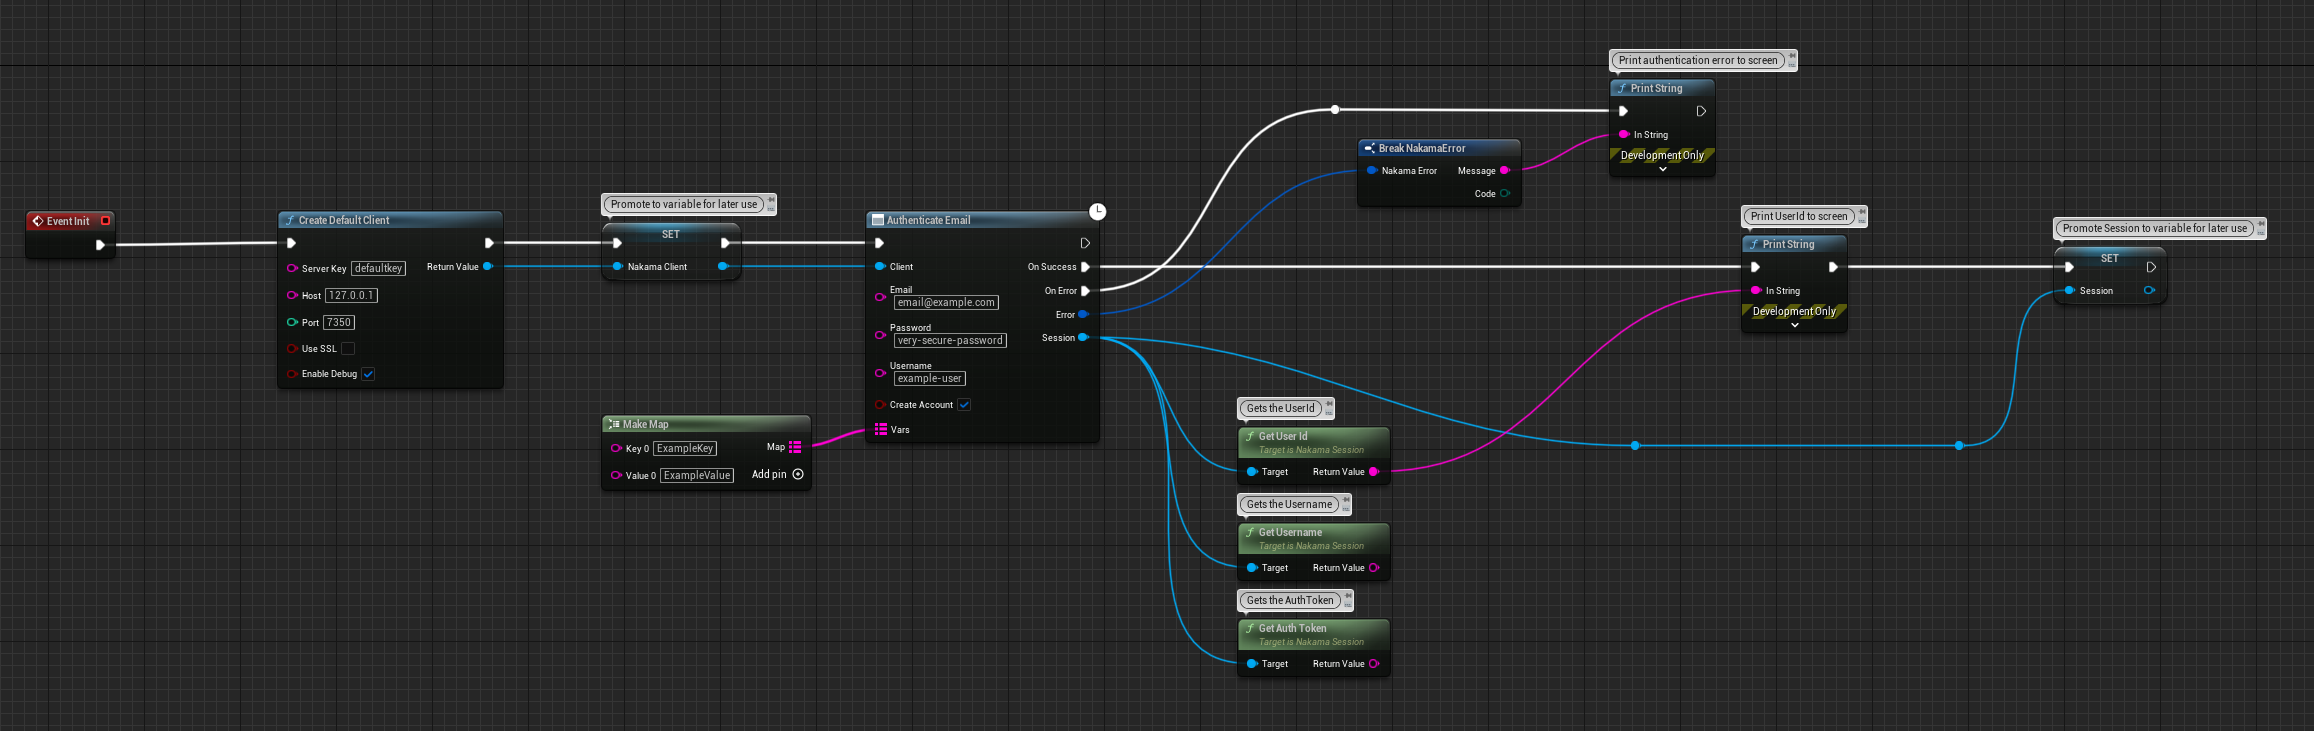 Event Init
Create Default Client
Server Key defaultkey
Return Value
Host 127.0.0.1
Port 7350
Use SSL
Enable Debug
Promote to variable for later use
SET
Nakama Client
Make Map
Key 0 ExampleKey
Map
Value 0 ExampleValue
Add pin
Authenticate Email
Client
On Success
Email
email@example.com
On Error
Error
Password
very-secure-password
Session
Username
example-user
Create Account
Vars
Print authentication error to screen
Print String
In String
Development Only
Break NakamaError
Nakama Error
Message
Code
Print UserId to screen
Print String
In String
Development Only
Promote Session to variable for later use
SET
Session
Gets the UserId
Get User Id
Target is Nakama Session
Target
Return Value
Gets the Username
Get Username
Target is Nakama Session
Target
Return Value
Gets the AuthToken
Get Auth Token
Target is Nakama Session
Target
Return Value